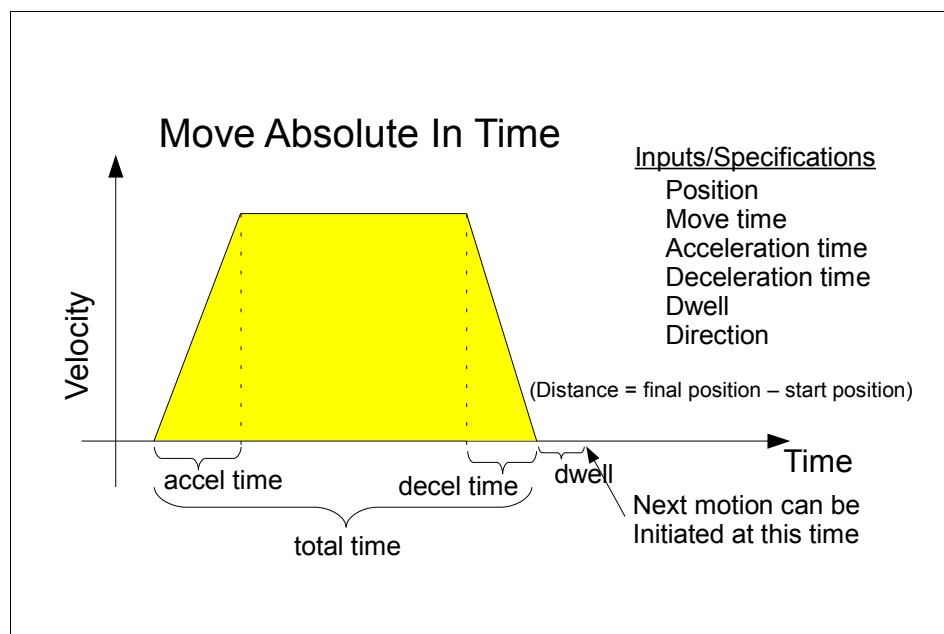 Move Absolute In Time
Inputs/Specifications
Position
Move time
Acceleration time
Deceleration time
Dwell
Direction
Velocity
(Distance = final position – start position)
Time
accel time
decel time
dwell
total time
Next motion can be
Initiated at this time